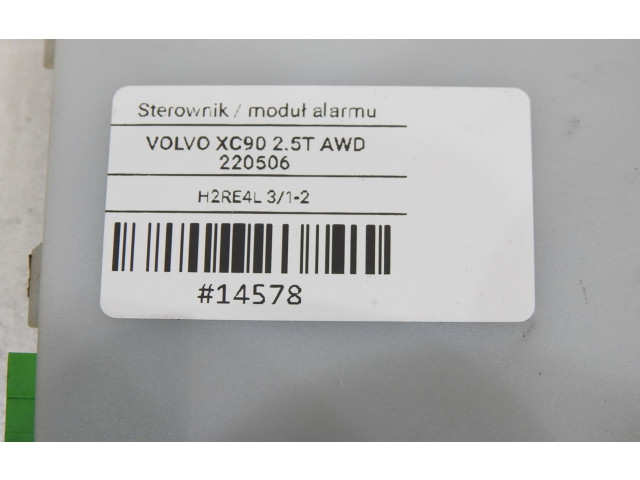 Sterownik / moduł alarmu
VOLVO XC90 2.5T AWD
220506
H2RE4L 3/1-2
#14578